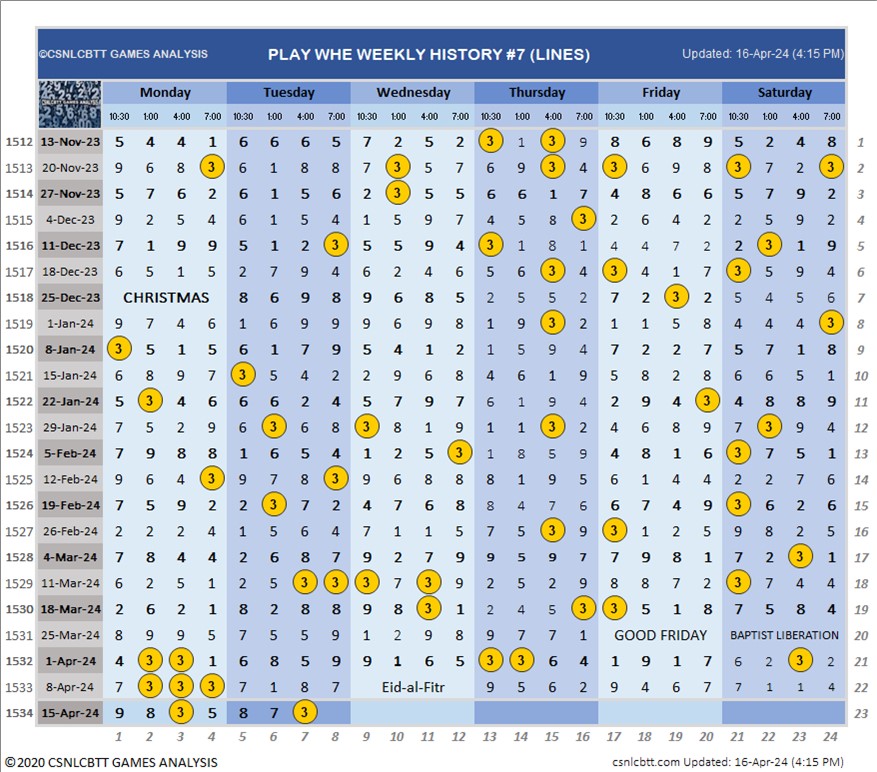 ©CSNLCBTT GAMES ANALYSIS PLAY WHE WEEKLY HISTORY #7 (LINES) Updated: 16-Apr-24 (4:15 PM)
Monday Tuesday Wednesday Thursday Friday Saturday
10:30 1:00 4:00 7:00 10:30 1:00 4:00 7:00 10:30 1:00 4:00 7:00 10:30 1:00 4:00 7:00 10:30 1:00 4:00 7:00 10:30 1:00 4:00 7:00
1512 13-Nov-23 5 4 4 1 6 6 6 5 7 2 5 2 3 1 3 9 8 6 8 9 5 2 4 8 1
1513 20-Nov-23 9 6 8 3 6 1 8 8 7 3 5 7 6 9 3 4 3 6 9 8 3 7 2 3 2
1514 27-Nov-23 5 7 6 2 6 1 5 6 2 3 5 5 6 6 1 7 4 8 6 6 5 7 9 2 3
1515 4-Dec-23 9 2 5 4 6 1 5 4 1 5 9 7 4 5 8 3 2 6 4 2 2 5 9 2 4
1516 11-Dec-23 7 1 9 9 5 1 2 3 5 5 9 4 3 1 8 1 4 4 7 2 2 3 1 9 5
1517 18-Dec-23 6 5 1 5 2 7 9 4 6 2 4 6 5 6 3 4 3 4 1 7 3 5 9 4 6
1518 25-Dec-23 CHRISTMAS 8 6 9 8 9 6 8 5 2 5 5 2 7 2 3 2 5 4 5 6 7
1519 1-Jan-24 9 7 4 6 1 6 9 9 9 6 9 8 1 9 3 2 1 1 5 8 4 4 4 3 8
1520 8-Jan-24 3 5 1 5 6 1 7 9 5 4 1 2 1 5 9 4 7 2 2 7 5 7 1 8 9
1521 15-Jan-24 6 8 9 7 3 5 4 2 2 9 6 8 4 6 1 9 5 8 2 8 6 6 5 1 10
1522 22-Jan-24 5 3 4 6 6 6 2 4 5 7 9 7 6 1 9 4 2 9 4 3 4 8 8 9 11
1523 29-Jan-24 7 5 2 9 6 3 6 8 3 8 1 9 1 1 3 2 4 6 8 9 7 3 2 2 12
1524 5-Feb-24 7 9 8 8 1 6 5 4 1 2 5 3 1 8 5 9 4 8 1 6 3 7 5 1 13
1525 12-Feb-24 9 6 4 3 9 7 8 3 9 6 8 8 8 1 9 5 6 1 4 4 2 2 7 6 14
1526 19-Feb-24 7 5 9 2 2 3 7 2 4 7 6 8 8 4 7 6 6 7 4 9 3 6 2 6 15
1527 26-Feb-24 2 2 2 4 1 5 6 4 7 1 1 5 7 5 3 9 3 1 2 5 9 8 2 5 16
1528 4-Mar-24 7 8 4 4 2 6 8 7 9 2 7 9 9 5 9 7 7 9 8 1 7 2 3 1 17
1529 11-Mar-24 6 2 5 1 2 5 3 3 3 7 3 9 2 5 2 9 8 8 7 2 3 7 4 4 18
1530 18-Mar-24 2 6 2 1 8 2 8 8 9 8 3 1 2 4 5 3 3 5 1 8 7 5 8 4 19
1531 25-Mar-24 8 9 9 5 7 5 5 9 1 2 9 8 9 7 7 1 GOOD FRIDAY BAPTIST LIBERATION 20
1532 1-Apr-24 4 3 3 1 6 8 5 9 9 1 6 5 3 3 6 4 1 9 1 7 6 2 3 2 21
1533 8-Apr-24 7 3 3 3 7 1 8 7 Eid-al-Fitr 9 5 6 2 9 4 6 7 7 1 1 4 22
1534 15-Apr-24 9 8 3 5 8 7 3 23
1 2 3 4 5 6 7 8 9 10 11 12 13 14 15 16 17 18 19 20 21 22 23 24
©2020 CSNLCBTT GAMES ANALYSIS csnlcbtt.com Updated: 16-Apr-24 (4:15 PM)